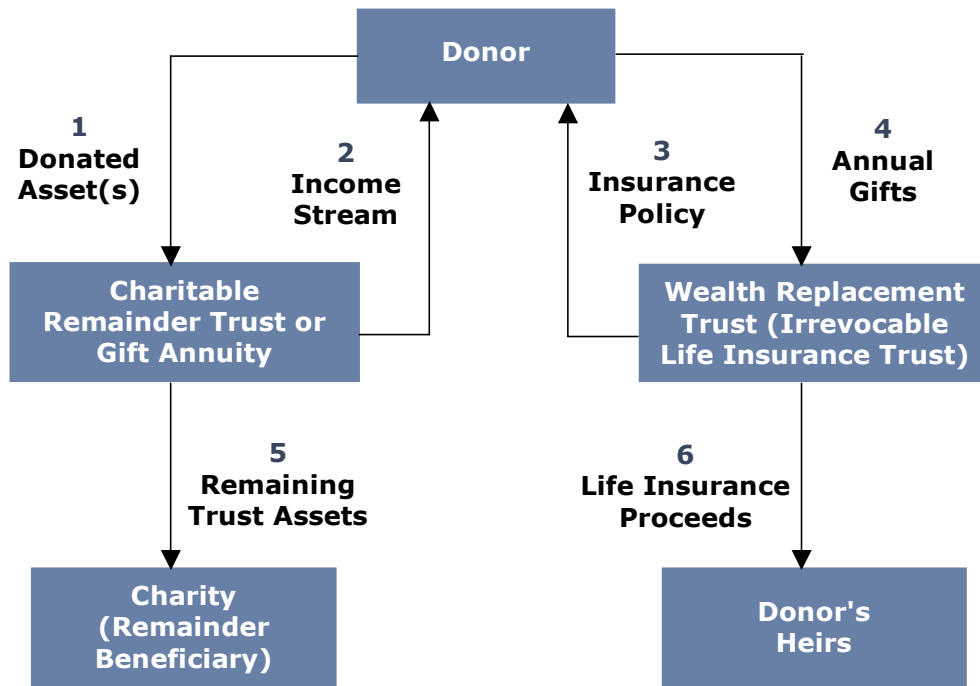 Donor
1
Donated
Asset(s)
2
Income
Stream
3
Insurance
Policy
4
Annual
Gifts
Charitable
Remainder Trust or
Gift Annuity
Wealth Replacement
Trust (Irrevocable
Life Insurance Trust)
5
Remaining
Trust Assets
6
Life Insurance
Proceeds
Charity
(Remainder
Beneficiary)
Donor's
Heirs